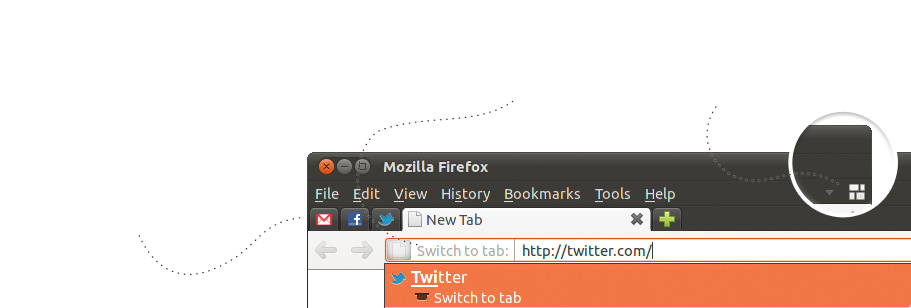 Mozilla Firefox
File Edit View History Bookmarks Tools Help
New Tab
Switch to tab: http://twitter.com/
Twitter
Switch to tab